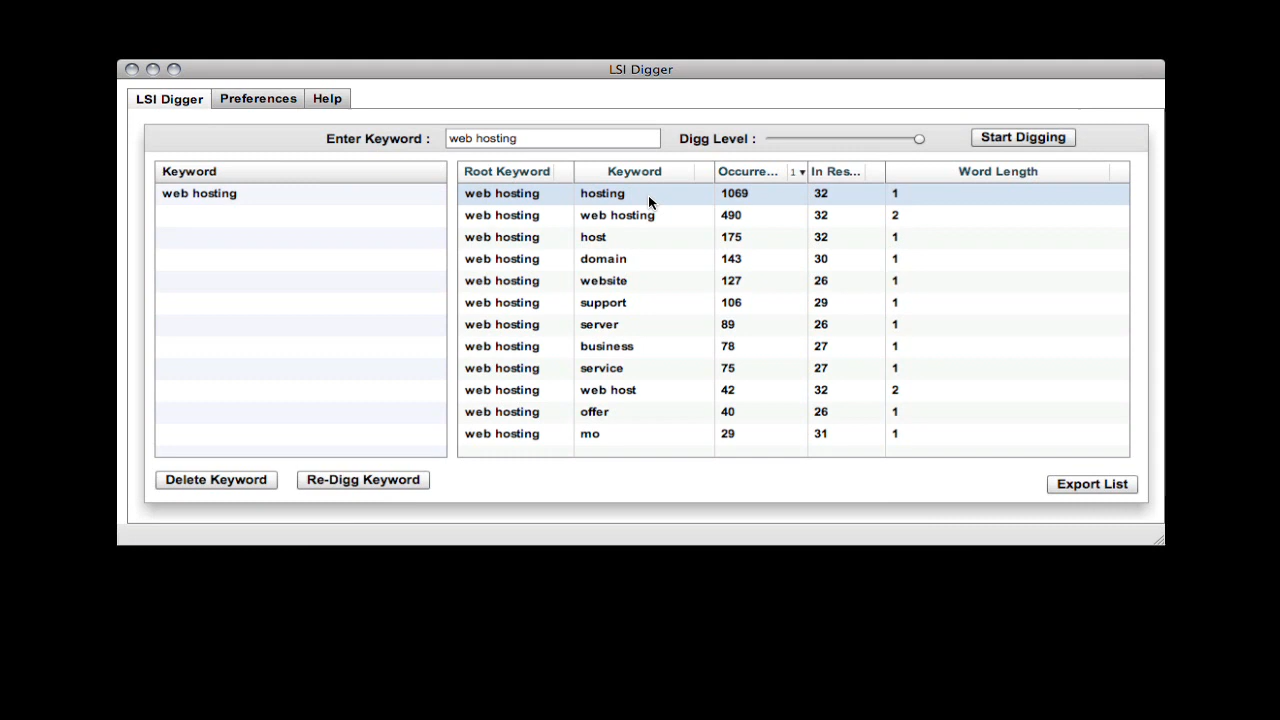 LSI Digger
LSI Digger Preferences Help
Enter Keyword : web hosting Digg Level : Start Digging
Keyword
web hosting
Root Keyword Keyword Occurre... 1 ▼ In Res... Word Length
web hosting hosting 1069 32 1
web hosting web hosting 490 32 2
web hosting host 175 32 1
web hosting domain 143 30 1
web hosting website 127 26 1
web hosting support 106 29 1
web hosting server 89 26 1
web hosting business 78 27 1
web hosting service 75 27 1
web hosting web host 42 32 2
web hosting offer 40 26 1
web hosting mo 29 31 1
Delete Keyword Re-Digg Keyword Export List